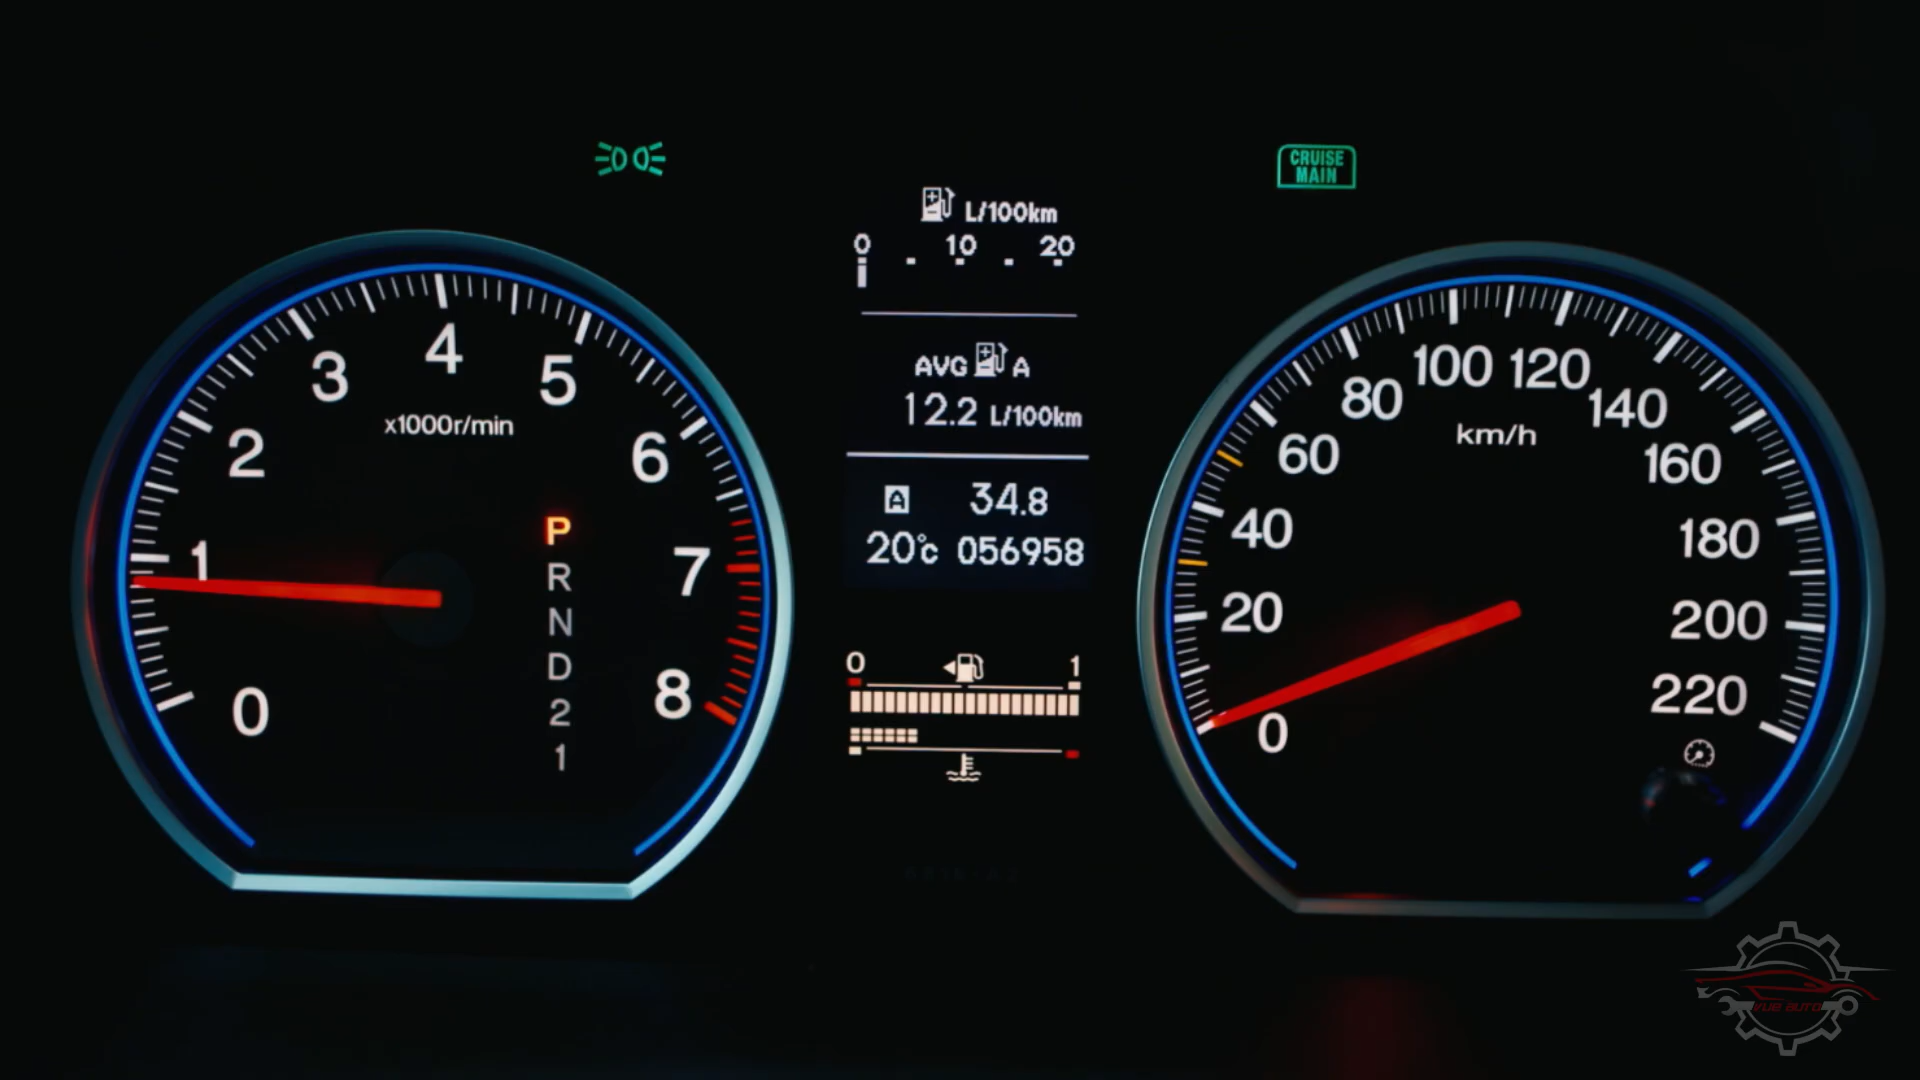 CRUISE
MAIN
L/100km
0 10 20
AVG A
12.2 L/100km
A 34.8
20°C 056958
0 1
0
1
2
3
4
5
6
7
8
x1000r/min
P
R
N
D
2
1
0
20
40
60
80
100
120
140
160
180
200
220
km/h
VUE AUTO